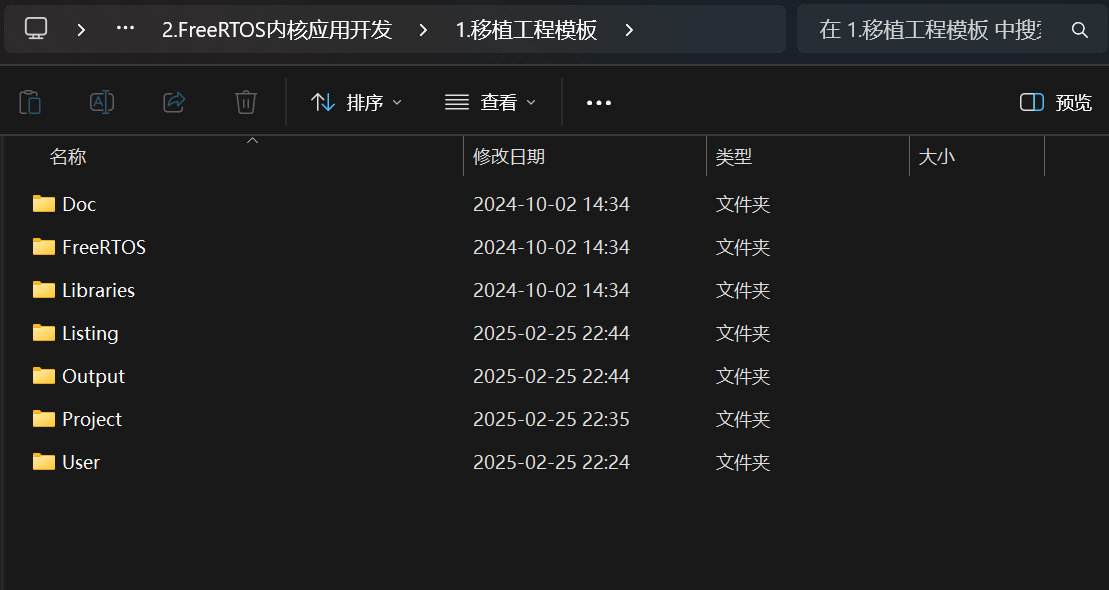 2.FreeRTOS内核应用开发 1.移植工程模板 在 1.移植工程模板 中搜
排序 查看 预览
名称 修改日期 类型 大小
Doc 2024-10-02 14:34 文件夹
FreeRTOS 2024-10-02 14:34 文件夹
Libraries 2024-10-02 14:34 文件夹
Listing 2025-02-25 22:44 文件夹
Output 2025-02-25 22:44 文件夹
Project 2025-02-25 22:35 文件夹
User 2025-02-25 22:24 文件夹